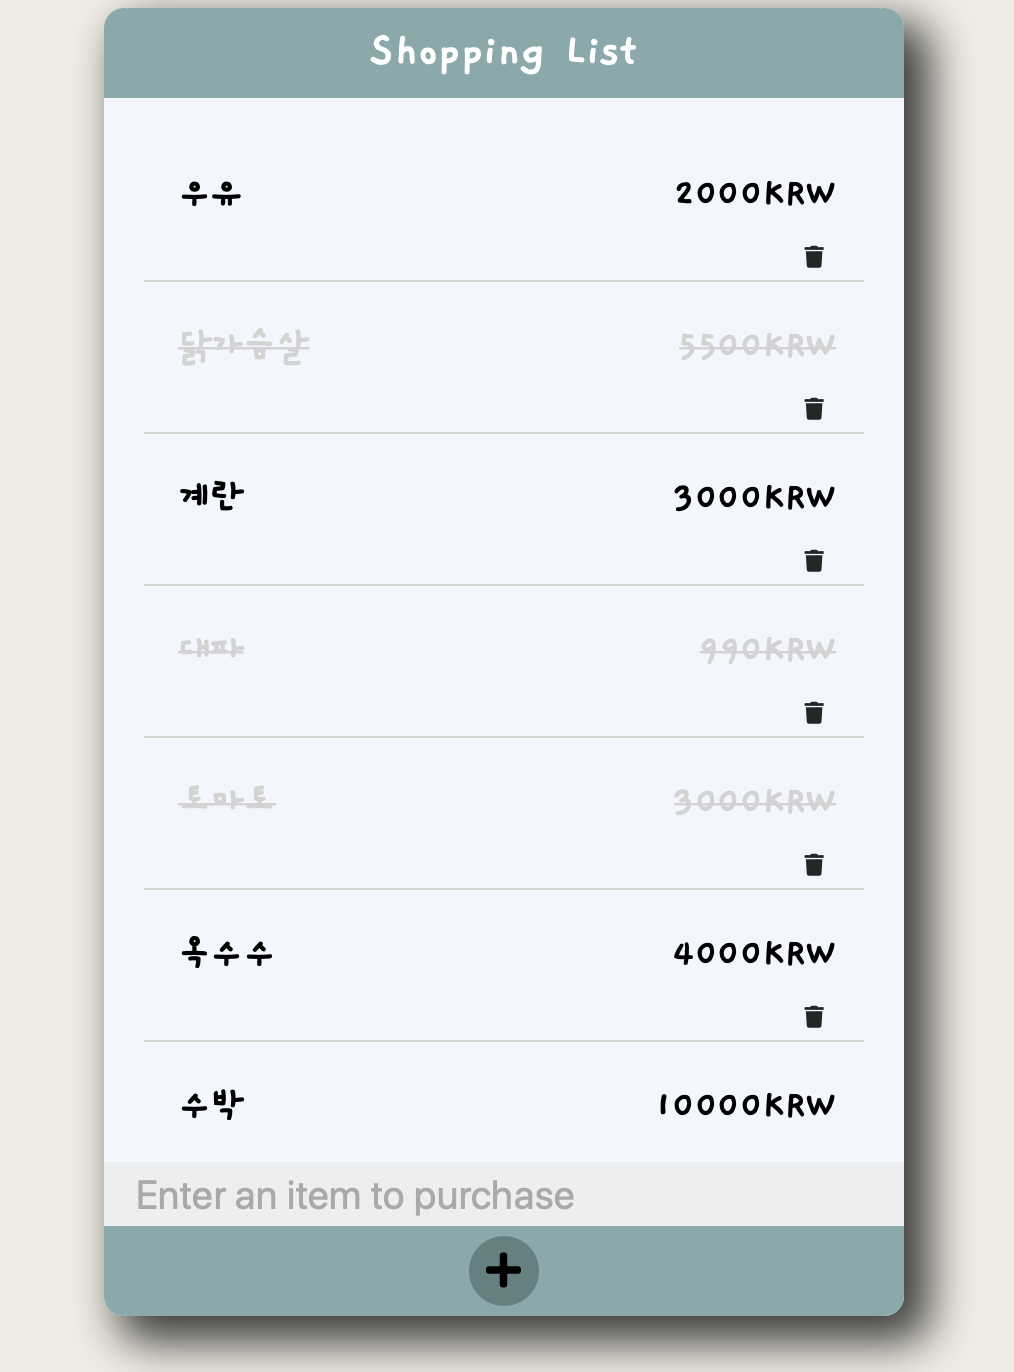 Shopping List
우유 2000KRW
닭가슴살 5500KRW
계란 3000KRW
대파 990KRW
토마토 3000KRW
옥수수 4000KRW
수박 10000KRW
Enter an item to purchase